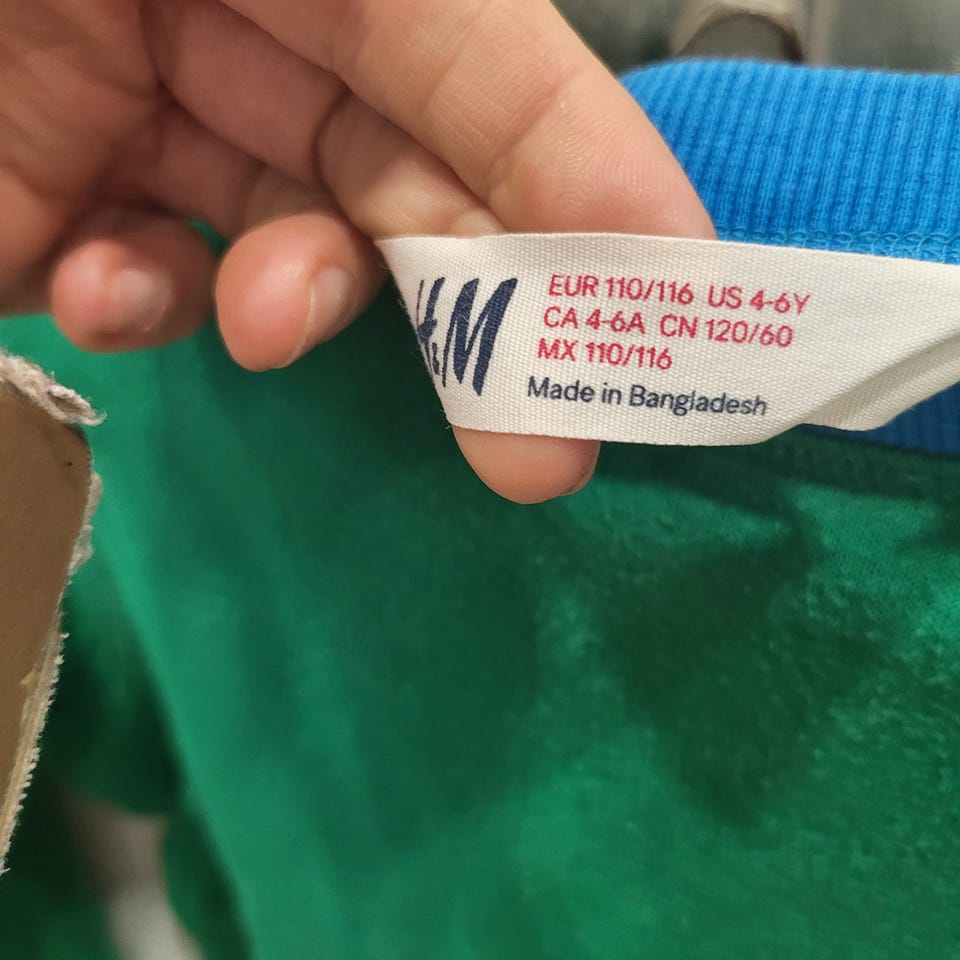 H&M
EUR 110/116 US 4-6Y
CA 4-6A CN 120/60
MX 110/116
Made in Bangladesh